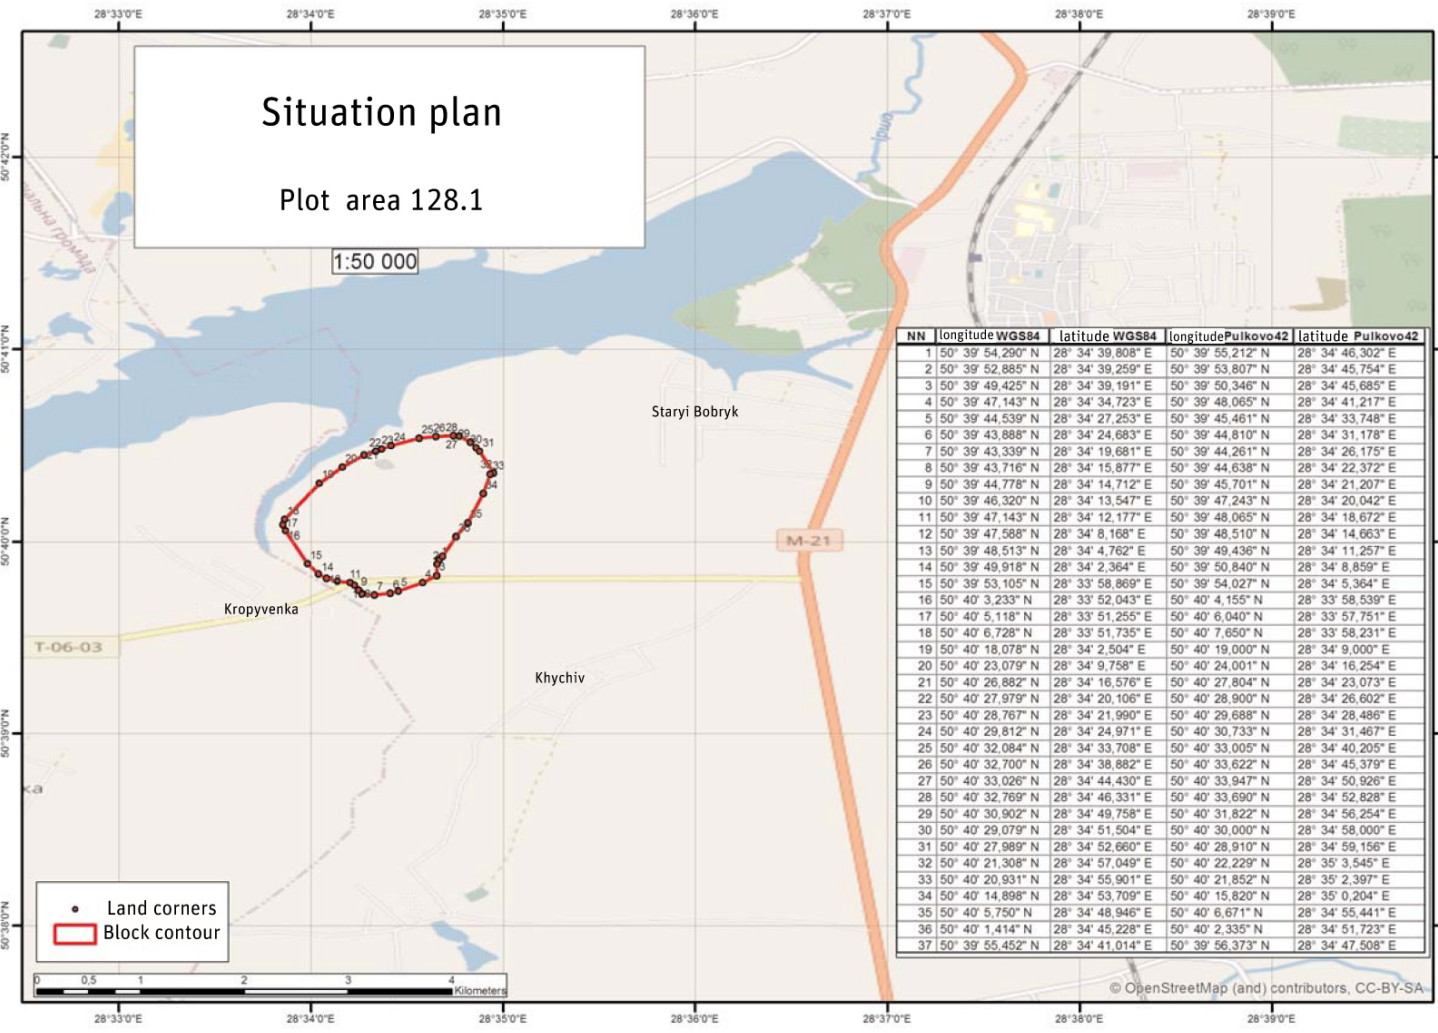 28°33'0"E 28°34'0"E 28°35'0"E 28°36'0"E 28°37'0"E 28°38'0"E 28°39'0"E
Situation plan
Plot area 128.1
1:50 000
50°42'0"N
50°41'0"N
50°40'0"N
50°39'0"N
50°38'0"N
Staryi Bobryk
Kropyvenka
Khychiv
T-06-03
M-21
ка
NN longitude WGS84 latitude WGS84 longitude Pulkovo42 latitude Pulkovo42
1 50° 39' 54,290" N 28° 34' 39,808" E 50° 39' 55,212" N 28° 34' 46,302" E
2 50° 39' 52,885" N 28° 34' 39,259" E 50° 39' 53,807" N 28° 34' 45,754" E
3 50° 39' 49,425" N 28° 34' 39,191" E 50° 39' 50,346" N 28° 34' 45,685" E
4 50° 39' 47,143" N 28° 34' 34,723" E 50° 39' 48,065" N 28° 34' 41,217" E
5 50° 39' 44,539" N 28° 34' 27,253" E 50° 39' 45,461" N 28° 34' 33,748" E
6 50° 39' 43,888" N 28° 34' 24,683" E 50° 39' 44,810" N 28° 34' 31,178" E
7 50° 39' 43,339" N 28° 34' 19,681" E 50° 39' 44,261" N 28° 34' 26,175" E
8 50° 39' 43,716" N 28° 34' 15,877" E 50° 39' 44,638" N 28° 34' 22,372" E
9 50° 39' 44,778" N 28° 34' 14,712" E 50° 39' 45,701" N 28° 34' 21,207" E
10 50° 39' 46,320" N 28° 34' 13,547" E 50° 39' 47,243" N 28° 34' 20,042" E
11 50° 39' 47,143" N 28° 34' 12,177" E 50° 39' 48,065" N 28° 34' 18,672" E
12 50° 39' 47,588" N 28° 34' 8,168" E 50° 39' 48,510" N 28° 34' 14,663" E
13 50° 39' 48,513" N 28° 34' 4,762" E 50° 39' 49,436" N 28° 34' 11,257" E
14 50° 39' 49,918" N 28° 34' 2,364" E 50° 39' 50,840" N 28° 34' 8,859" E
15 50° 39' 53,105" N 28° 33' 58,869" E 50° 39' 54,027" N 28° 34' 5,364" E
16 50° 40' 3,233" N 28° 33' 52,043" E 50° 40' 4,155" N 28° 33' 58,539" E
17 50° 40' 5,118" N 28° 33' 51,255" E 50° 40' 6,040" N 28° 33' 57,751" E
18 50° 40' 6,728" N 28° 33' 51,735" E 50° 40' 7,650" N 28° 33' 58,231" E
19 50° 40' 18,078" N 28° 34' 2,504" E 50° 40' 19,000" N 28° 34' 9,000" E
20 50° 40' 23,079" N 28° 34' 9,758" E 50° 40' 24,001" N 28° 34' 16,254" E
21 50° 40' 26,882" N 28° 34' 16,576" E 50° 40' 27,804" N 28° 34' 23,073" E
22 50° 40' 27,979" N 28° 34' 20,106" E 50° 40' 28,900" N 28° 34' 26,602" E
23 50° 40' 28,767" N 28° 34' 21,990" E 50° 40' 29,688" N 28° 34' 28,486" E
24 50° 40' 29,812" N 28° 34' 24,971" E 50° 40' 30,733" N 28° 34' 31,467" E
25 50° 40' 32,084" N 28° 34' 33,708" E 50° 40' 33,005" N 28° 34' 40,205" E
26 50° 40' 32,700" N 28° 34' 38,882" E 50° 40' 33,622" N 28° 34' 45,379" E
27 50° 40' 33,026" N 28° 34' 44,430" E 50° 40' 33,947" N 28° 34' 50,926" E
28 50° 40' 32,769" N 28° 34' 46,331" E 50° 40' 33,690" N 28° 34' 52,828" E
29 50° 40' 30,902" N 28° 34' 49,758" E 50° 40' 31,822" N 28° 34' 56,254" E
30 50° 40' 29,079" N 28° 34' 51,504" E 50° 40' 30,000" N 28° 34' 58,000" E
31 50° 40' 27,989" N 28° 34' 52,660" E 50° 40' 28,910" N 28° 34' 59,156" E
32 50° 40' 21,308" N 28° 34' 57,049" E 50° 40' 22,229" N 28° 35' 3,545" E
33 50° 40' 20,931" N 28° 34' 55,901" E 50° 40' 21,852" N 28° 35' 2,397" E
34 50° 40' 14,898" N 28° 34' 53,709" E 50° 40' 15,820" N 28° 35' 0,204" E
35 50° 40' 5,750" N 28° 34' 48,946" E 50° 40' 6,671" N 28° 34' 55,441" E
36 50° 40' 1,414" N 28° 34' 45,228" E 50° 40' 2,335" N 28° 34' 51,723" E
37 50° 39' 55,452" N 28° 34' 41,014" E 50° 39' 56,373" N 28° 34' 47,508" E
Land corners
Block contour
0 0,5 1 2 3 4
Kilometers
© OpenStreetMap (and) contributors, CC-BY-SA
28°33'0"E 28°34'0"E 28°35'0"E 28°36'0"E 28°37'0"E 28°38'0"E 28°39'0"E